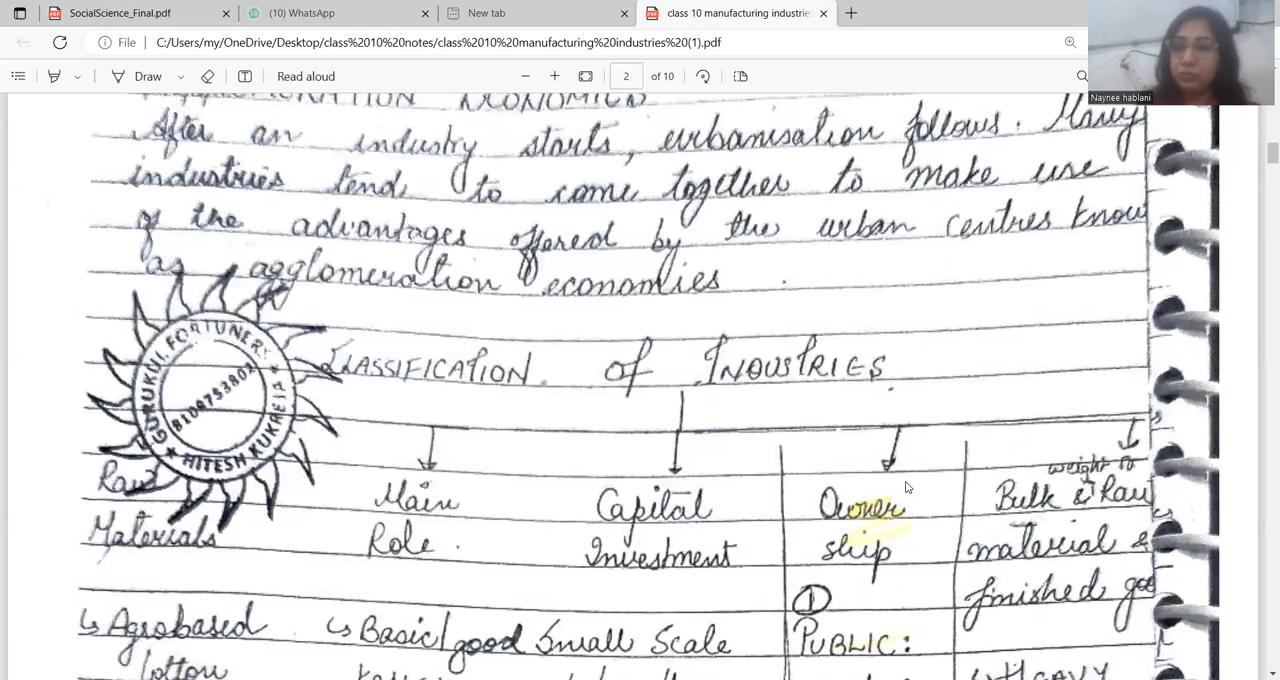 SocialScience_Final.pdf
(10) WhatsApp
New tab
class 10 manufacturing industrie
File
C:/Users/my/OneDrive/Desktop/class%2010%20notes/class%2010%20manufacturing%20industries%20(1).pdf
Draw
Read aloud
2
of 10
Naynee hablani
ECONOMICS
After an industry starts, urbanisation follows. Many
industries tend to come together to make use
of the advantages offered by the urban centres know
as agglomeration economies
GURUKUL FORTUNERS
8109753802
HITESH KUKREJA
CLASSIFICATION of INDUSTRIES
Raw
Materials
Main
Role.
Capital
Investment
Owner
ship
weight of
Bulk & Raw
material &
finished goo
↳ Agrobased
↳ Basic/good
Small Scale
①
PUBLIC:
Cotton
HEAVY